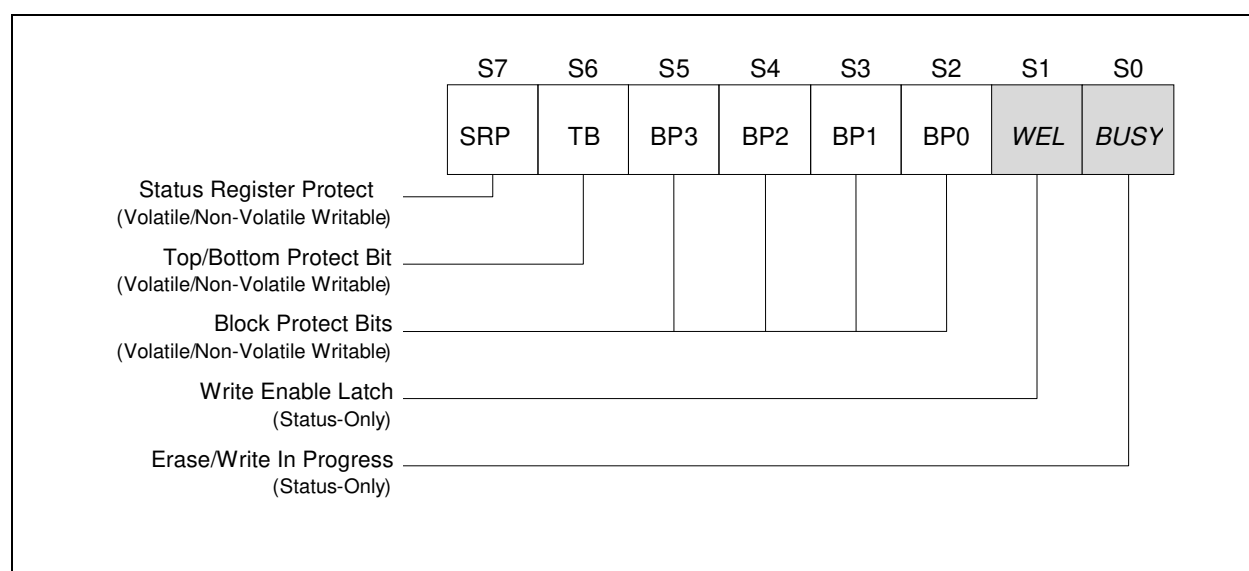 S7 S6 S5 S4 S3 S2 S1 S0
SRP TB BP3 BP2 BP1 BP0 WEL BUSY
Status Register Protect
(Volatile/Non-Volatile Writable)
Top/Bottom Protect Bit
(Volatile/Non-Volatile Writable)
Block Protect Bits
(Volatile/Non-Volatile Writable)
Write Enable Latch
(Status-Only)
Erase/Write In Progress
(Status-Only)